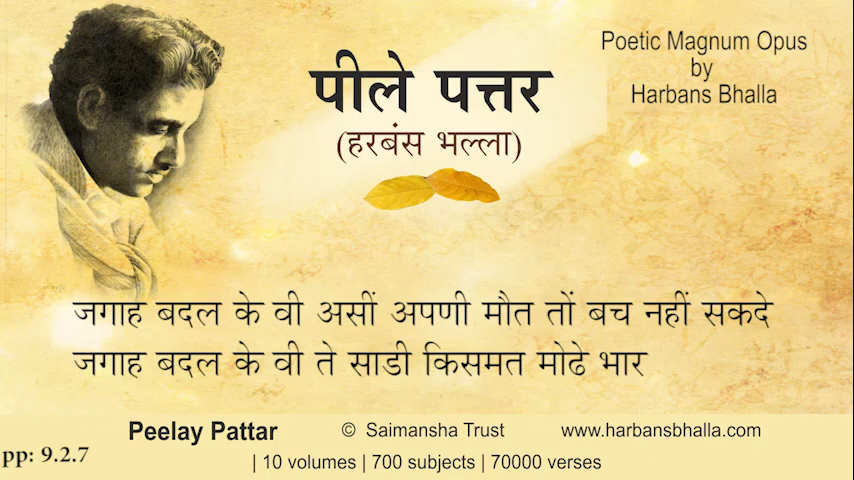 पीले पत्तर
(हरबंस भल्ला)
Poetic Magnum Opus
by
Harbans Bhalla
जगाह बदल के वी असीं अपणी मौत तों बच नहीं सकदे
जगाह बदल के वी ते साडी किसमत मोढे भार
Peelay Pattar © Saimansha Trust www.harbansbhalla.com
pp: 9.2.7
| 10 volumes | 700 subjects | 70000 verses